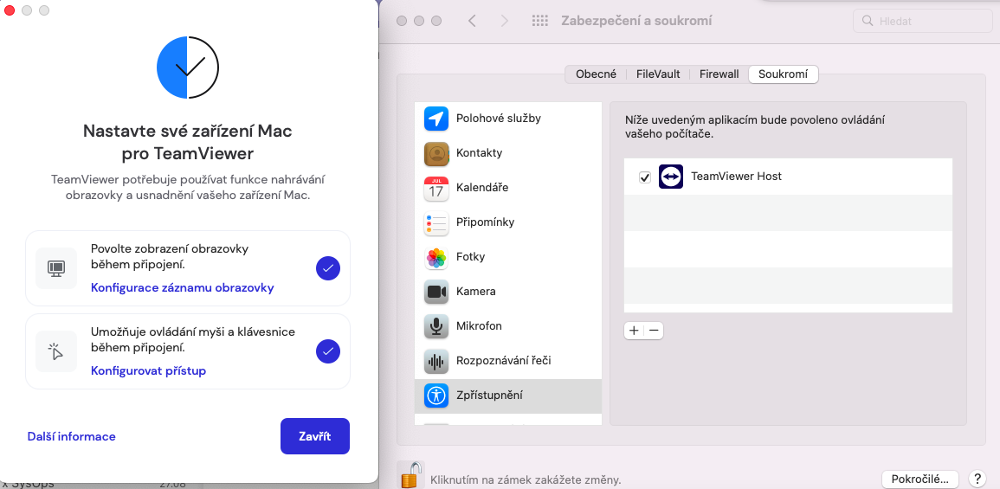 Nastavte své zařízení Mac
pro TeamViewer
TeamViewer potřebuje používat funkce nahrávání
obrazovky a usnadnění vašeho zařízení Mac.
Povolte zobrazení obrazovky
během připojení.
Konfigurace záznamu obrazovky
Umožňuje ovládání myši a klávesnice
během připojení.
Konfigurovat přístup
Další informace
Zavřít
x SysOps
27.08
Zabezpečení a soukromí
Hledat
Obecné
FileVault
Firewall
Soukromí
Polohové služby
Kontakty
JUL
17
Kalendáře
Připomínky
Fotky
Kamera
Mikrofon
Rozpoznávání řeči
Zpřístupnění
Níže uvedeným aplikacím bude povoleno ovládání
vašeho počítače.
TeamViewer Host
Kliknutím na zámek zakážete změny.
Pokročilé...
?